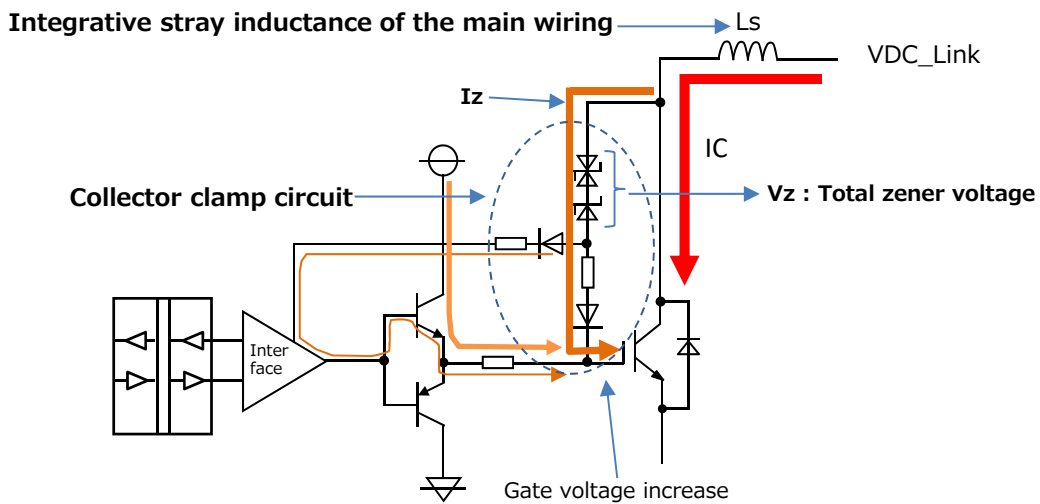 Integrative stray inductance of the main wiring
Ls
VDC_Link
Iz
IC
Collector clamp circuit
Vz : Total zener voltage
Inter
face
Gate voltage increase